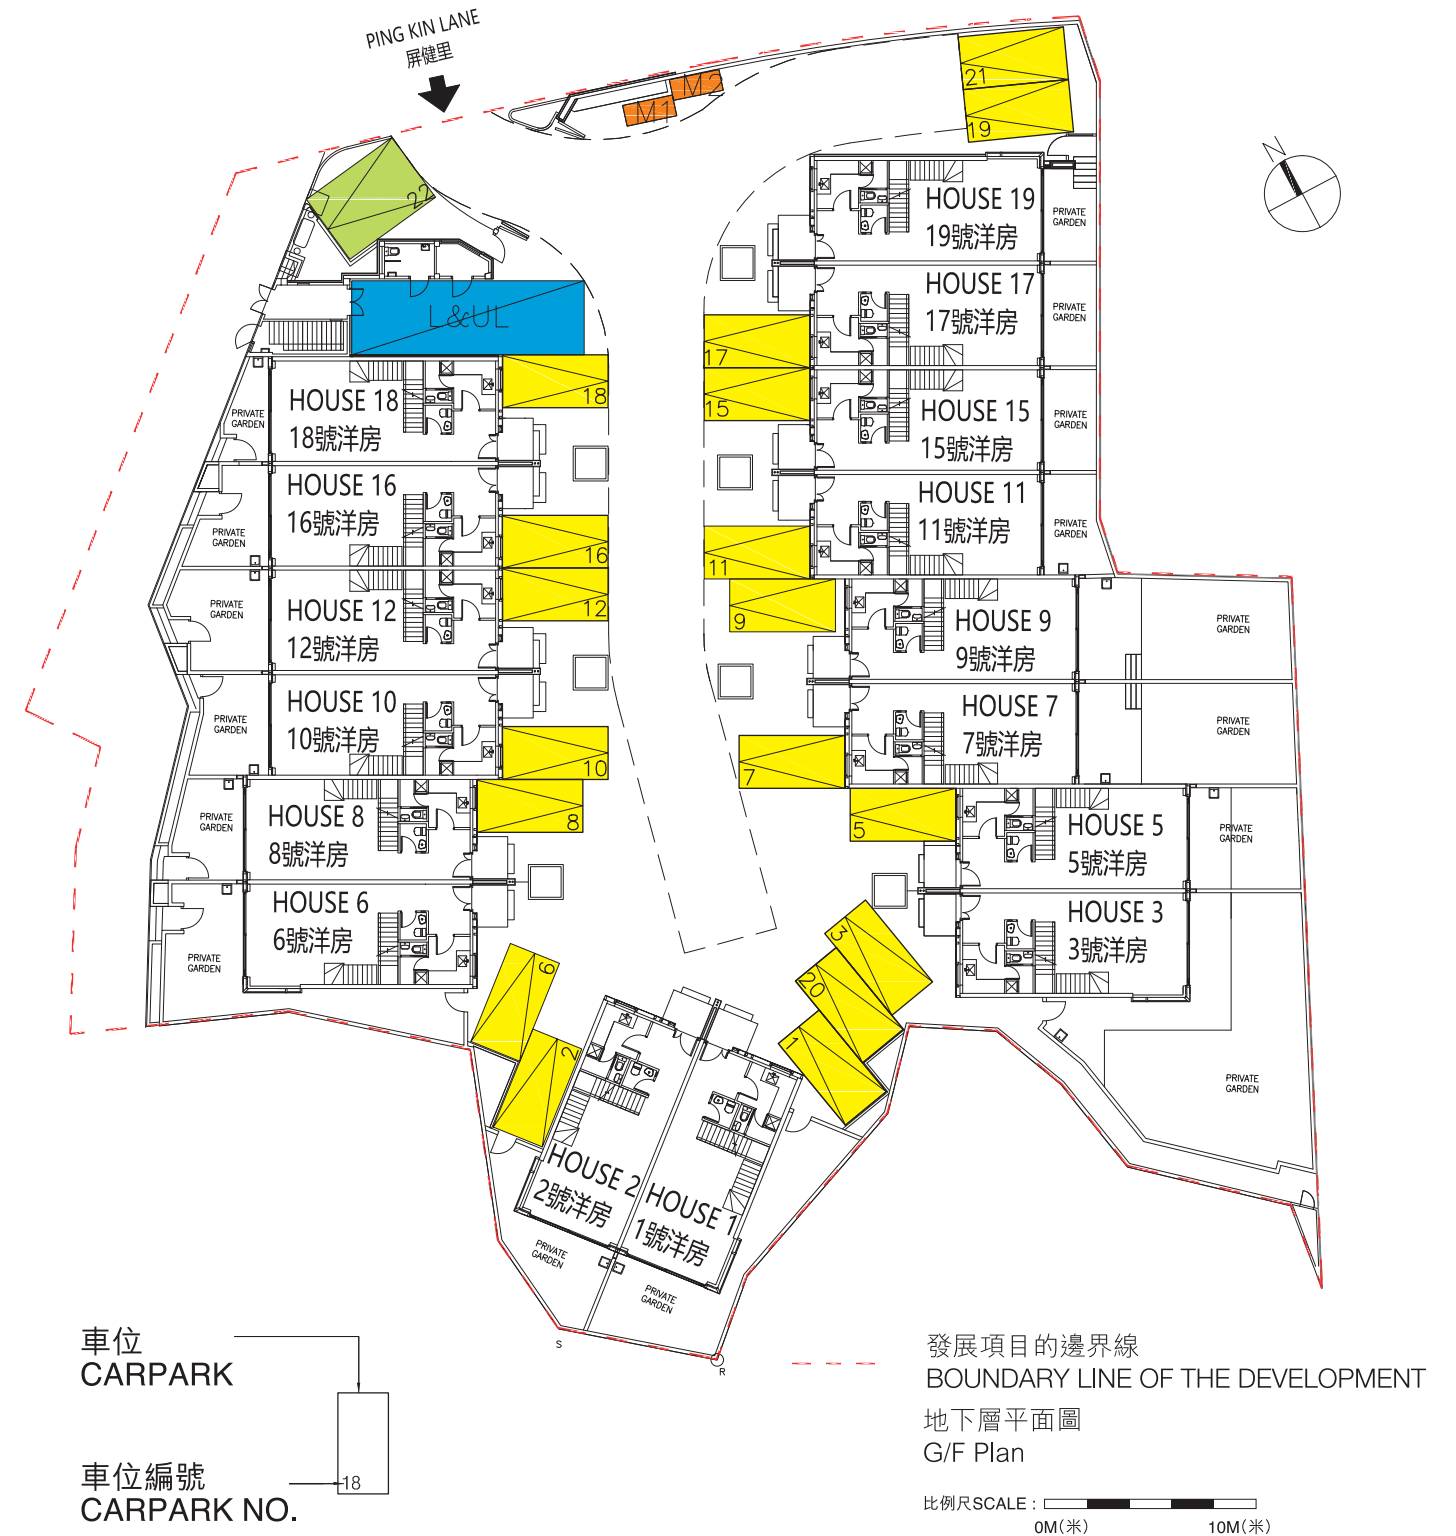 PING KIN LANE
屏健里
21
M2
M1
19
22
HOUSE 19
19號洋房
PRIVATE
GARDEN
HOUSE 17
17號洋房
PRIVATE
GARDEN
L&UL
17
18
15
HOUSE 18
18號洋房
PRIVATE
GARDEN
HOUSE 15
15號洋房
PRIVATE
GARDEN
HOUSE 16
16號洋房
PRIVATE
GARDEN
HOUSE 11
11號洋房
PRIVATE
GARDEN
16
11
12
9
HOUSE 12
12號洋房
PRIVATE
GARDEN
HOUSE 9
9號洋房
PRIVATE
GARDEN
HOUSE 10
10號洋房
PRIVATE
GARDEN
HOUSE 7
7號洋房
PRIVATE
GARDEN
10
7
HOUSE 8
8號洋房
PRIVATE
GARDEN
8
5
HOUSE 5
5號洋房
PRIVATE
GARDEN
HOUSE 6
6號洋房
PRIVATE
GARDEN
HOUSE 3
3號洋房
PRIVATE
GARDEN
6
3
20
2
1
HOUSE 2
2號洋房
HOUSE 1
1號洋房
PRIVATE
GARDEN
PRIVATE
GARDEN
S
R
N
車位
CARPARK
18
車位編號
CARPARK NO.
發展項目的邊界線
BOUNDARY LINE OF THE DEVELOPMENT
地下層平面圖
G/F Plan
比例尺SCALE :
0M(米) 10M(米)